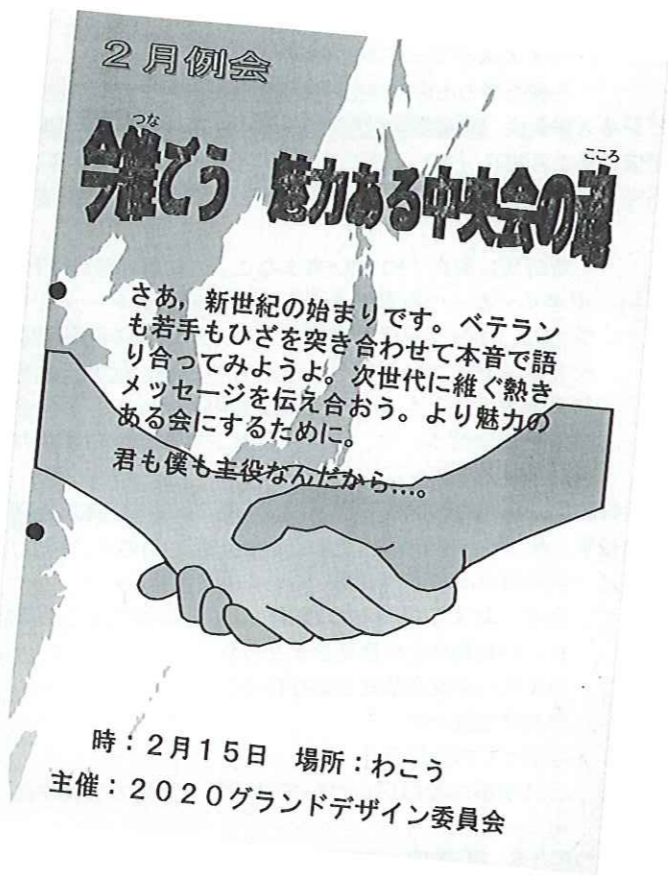 2月例会
つな
こころ
今継ごう 魅力ある中央会の魂
さあ,新世紀の始まりです。ベテラン
も若手もひざを突き合わせて本音で語
り合ってみようよ。次世代に継ぐ熱き
メッセージを伝え合おう。より魅力の
ある会にするために。
君も僕も主役なんだから…。
時:2月15日 場所:わこう
主催:2020グランドデザイン委員会